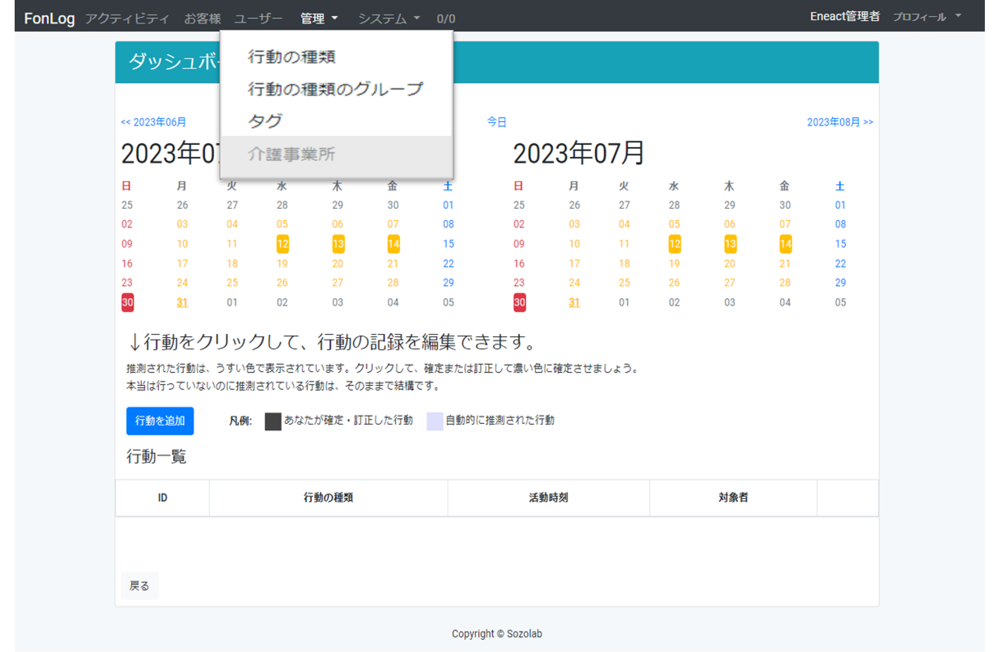 FonLog アクティビティ お客様 ユーザー 管理 システム 0/0 Eneact管理者 プロフィール
行動の種類
行動の種類のグループ
タグ
介護事業所
ダッシュボ
<< 2023年06月 今日 2023年08月 >>
2023年07 2023年07月
日 月 火 水 木 金 土 日 月 火 水 木 金 土
25 26 27 28 29 30 01 25 26 27 28 29 30 01
02 03 04 05 06 07 08 02 03 04 05 06 07 08
09 10 11 12 13 14 15 09 10 11 12 13 14 15
16 17 18 19 20 21 22 16 17 18 19 20 21 22
23 24 25 26 27 28 29 23 24 25 26 27 28 29
30 31 01 02 03 04 05 30 31 01 02 03 04 05
↓行動をクリックして、行動の記録を編集できます。
推測された行動は、うすい色で表示されています。クリックして、確定または訂正して濃い色に確定させましょう。
本当は行っていないのに推測されている行動は、そのままで結構です。
行動を追加 凡例: あなたが確定・訂正した行動 自動的に推測された行動
行動一覧
ID 行動の種類 活動時刻 対象者
戻る
Copyright © Sozolab